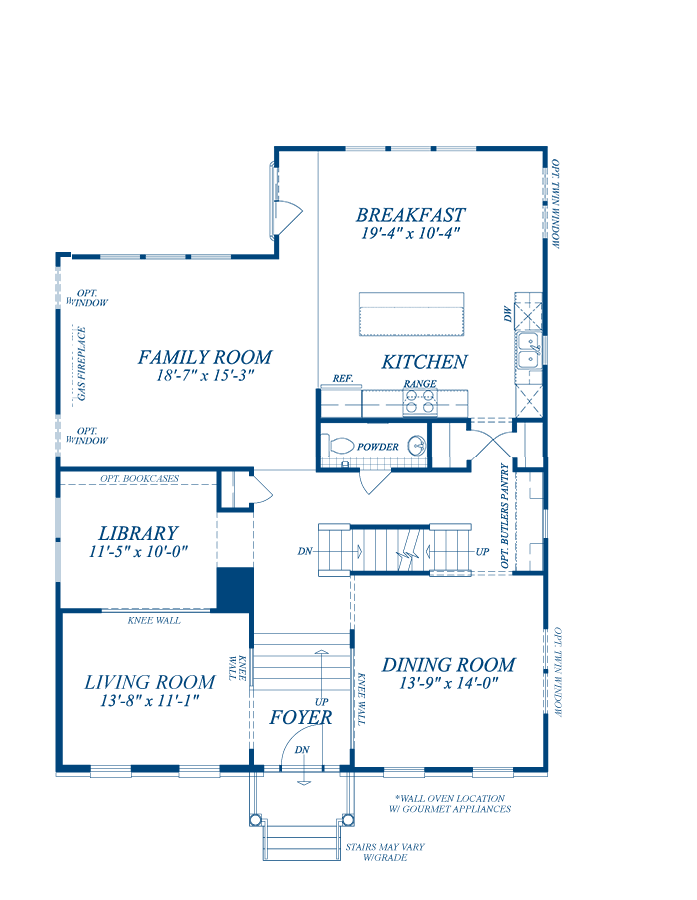 BREAKFAST
19'-4" x 10'-4"
OPT. TWIN WINDOW
OPT.
WINDOW
GAS FIREPLACE
FAMILY ROOM
18'-7" x 15'-3"
DW
KITCHEN
REF.
RANGE
OPT.
WINDOW
POWDER
OPT. BOOKCASES
OPT. BUTLERS PANTRY
LIBRARY
11'-5" x 10'-0"
DN
UP
KNEE WALL
KNEE
WALL
LIVING ROOM
13'-8" x 11'-1"
UP
FOYER
DN
KNEE WALL
DINING ROOM
13'-9" x 14'-0"
OPT. TWIN WINDOW
*WALL OVEN LOCATION
W/ GOURMET APPLIANCES
STAIRS MAY VARY
W/GRADE